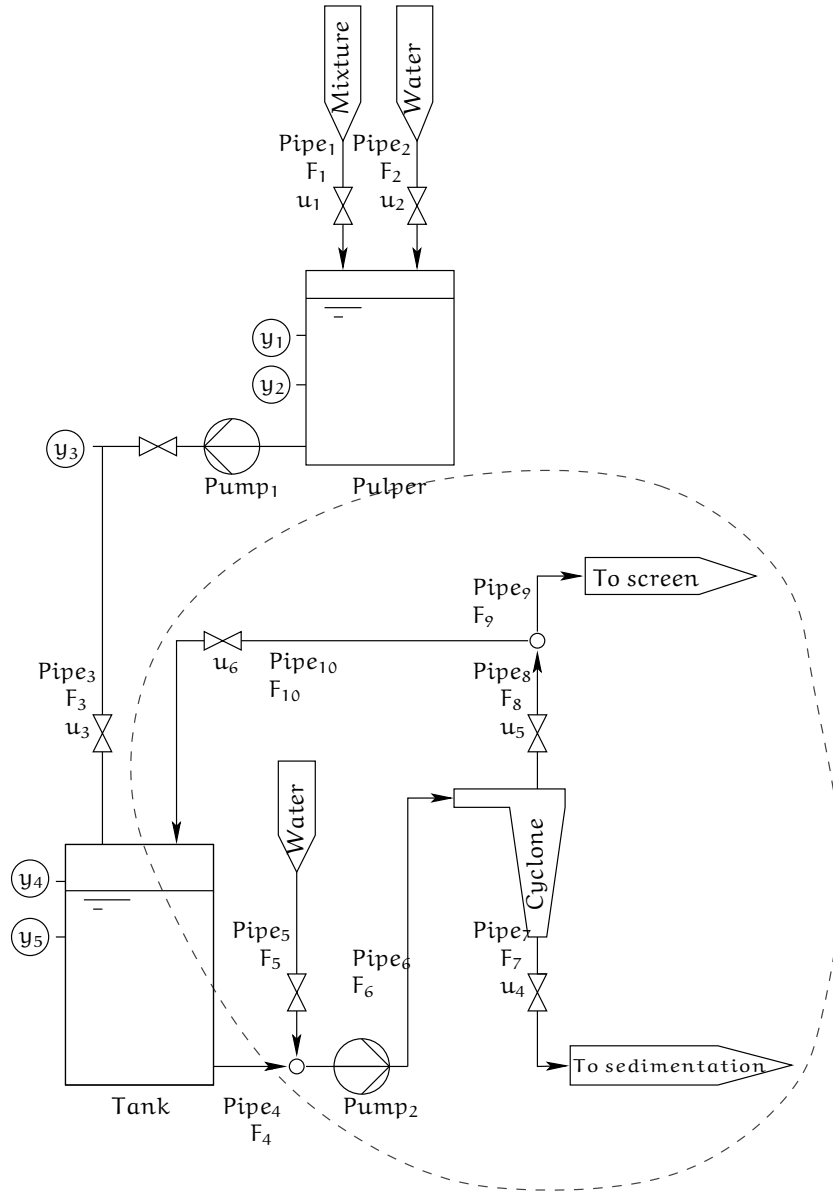 Mixture
Water
Pipe₁
F₁
u₁
Pipe₂
F₂
u₂
y₁
y₂
y₃
Pump₁
Pulper
To screen
Pipe₉
F₉
u₆
Pipe₁₀
F₁₀
Pipe₈
F₈
u₅
Pipe₃
F₃
u₃
Water
Cyclone
y₄
y₅
Pipe₅
F₅
Pipe₆
F₆
Pipe₇
F₇
u₄
To sedimentation
Tank
Pipe₄
F₄
Pump₂